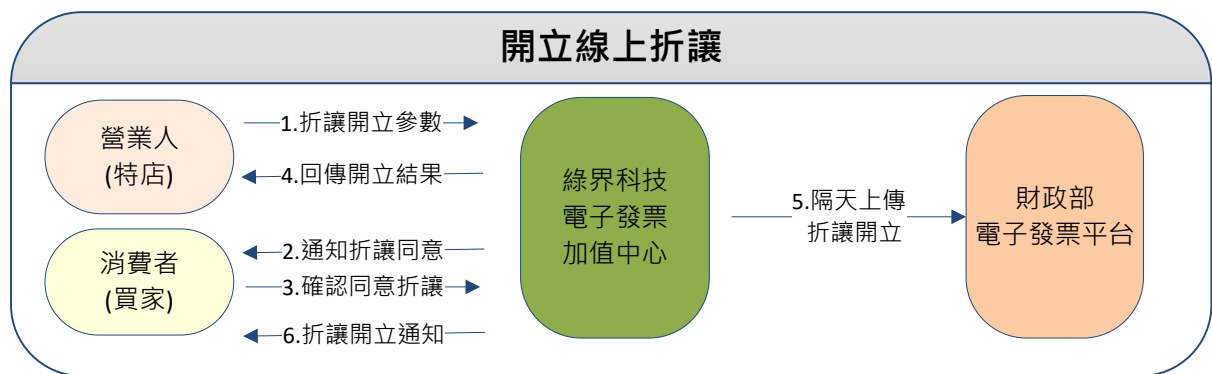 開立線上折讓
營業人
(特店)
1.折讓開立參數
4.回傳開立結果
消費者
(買家)
2.通知折讓同意
3.確認同意折讓
6.折讓開立通知
綠界科技
電子發票
加值中心
5.隔天上傳
折讓開立
財政部
電子發票平台